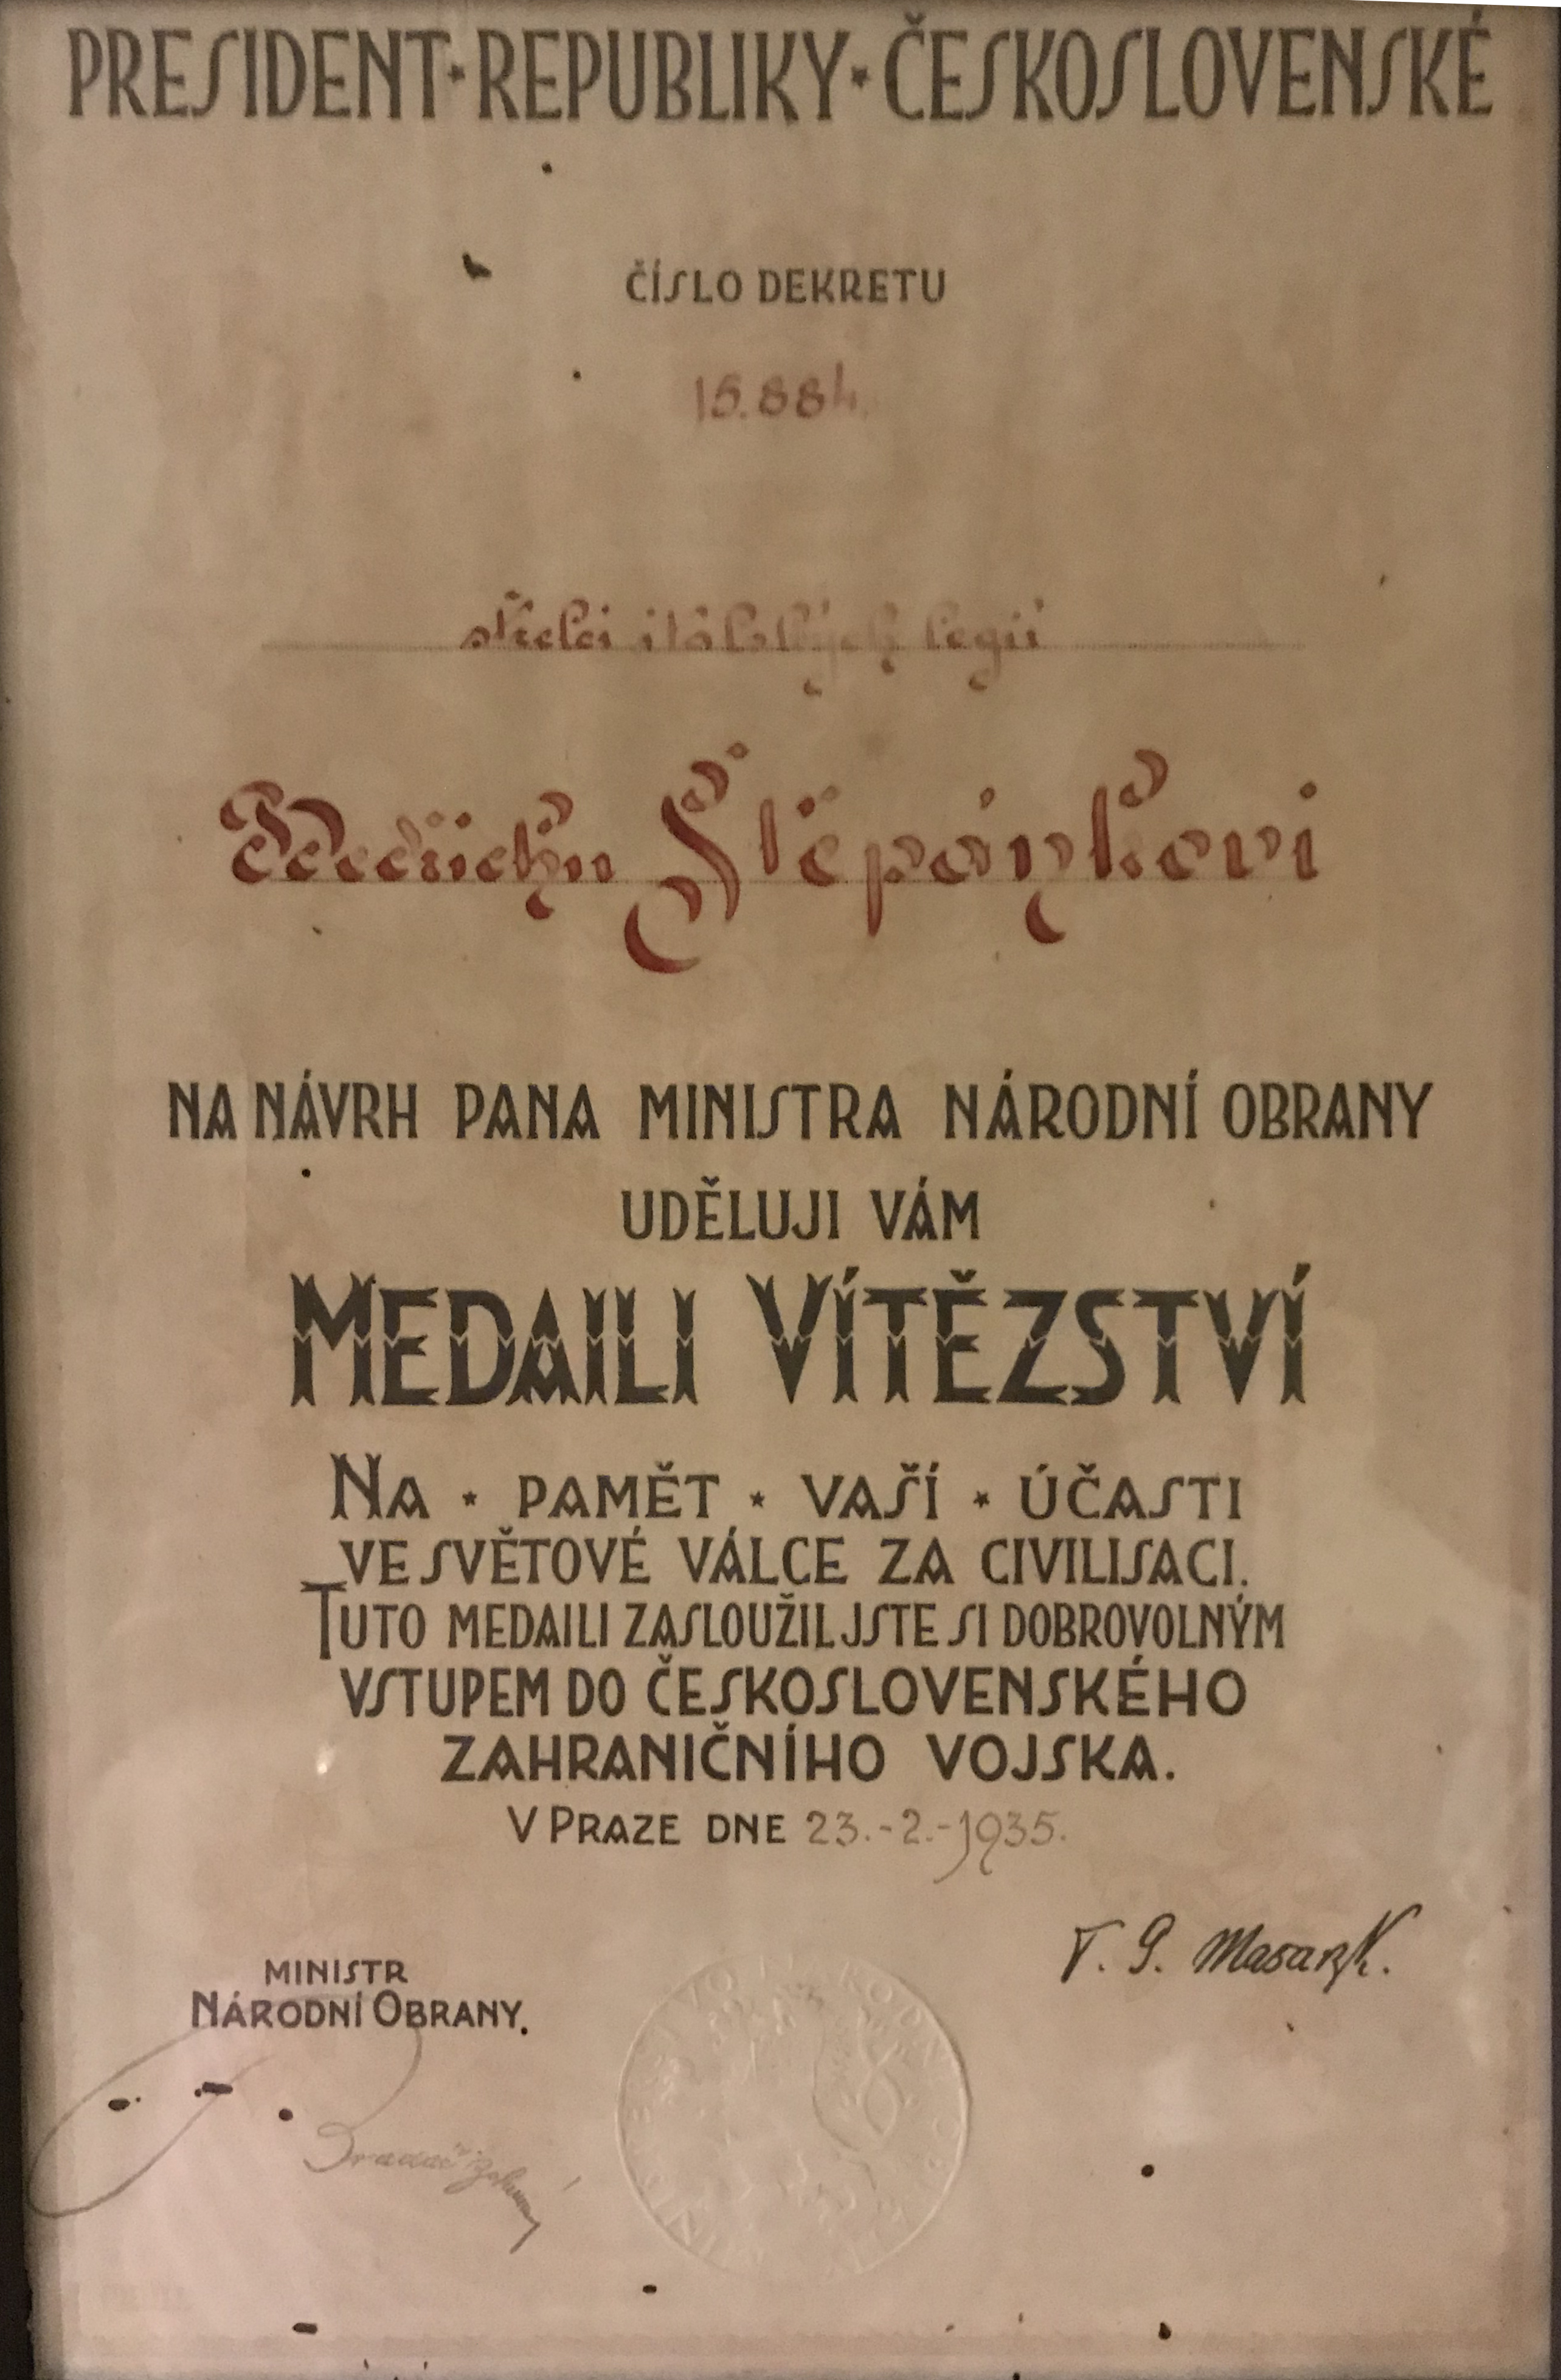 PRESIDENT · REPUBLIKY · ČESKOSLOVENSKÉ
ČÍSLO DEKRETU
15.884.
střelci italských legií
Bedřichu Štěpánkovi
NA NÁVRH PANA MINISTRA NÁRODNÍ OBRANY
UDĚLUJI VÁM
MEDAILI VÍTĚZSTVÍ
NA ⋆ PAMĚT ⋆ VAŠÍ ⋆ ÚČASTI
VE SVĚTOVÉ VÁLCE ZA CIVILISACI.
TUTO MEDAILI ZASLOUŽIL JSTE SI DOBROVOLNÝM
VSTUPEM DO ČESKOSLOVENSKÉHO
ZAHRANIČNÍHO VOJSKA.
V PRAZE DNE 23.-2.-1935.
T. G. Masaryk.
MINISTR
NÁRODNÍ OBRANY.
Bradáč